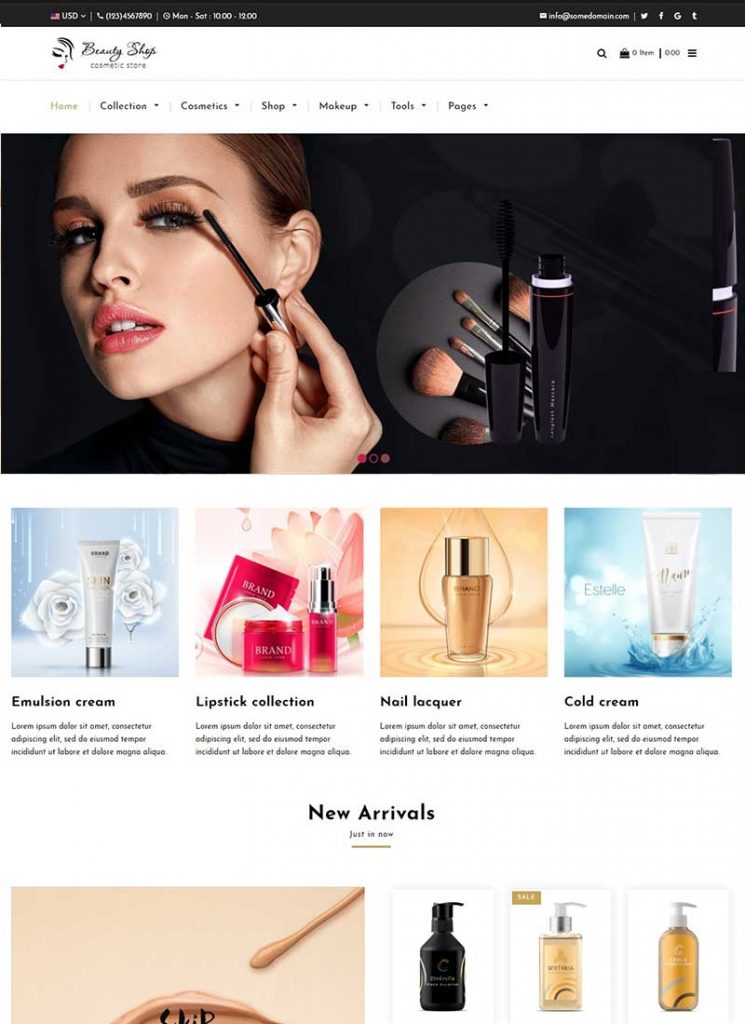 USD (123)4567890 Mon - Sat : 10.00 - 12.00 info@somedomain.com
Beauty Shop
cosmetic store
0 Item 0.00
Home Collection Cosmetics Shop Makeup Tools Pages
Longlash Mascara
BRAND
SKIN
BRAND
BRAND
BRAND
BRAND
Estelle
Emulsion cream
Lorem ipsum dolor sit amet, consectetur
adipiscing elit, sed do eiusmod tempor
incididunt ut labore et dolore magna aliqua.
Lipstick collection
Lorem ipsum dolor sit amet, consectetur
adipiscing elit, sed do eiusmod tempor
incididunt ut labore et dolore magna aliqua.
Nail lacquer
Lorem ipsum dolor sit amet, consectetur
adipiscing elit, sed do eiusmod tempor
incididunt ut labore et dolore magna aliqua.
Cold cream
Lorem ipsum dolor sit amet, consectetur
adipiscing elit, sed do eiusmod tempor
incididunt ut labore et dolore magna aliqua.
New Arrivals
Just in now
SALE